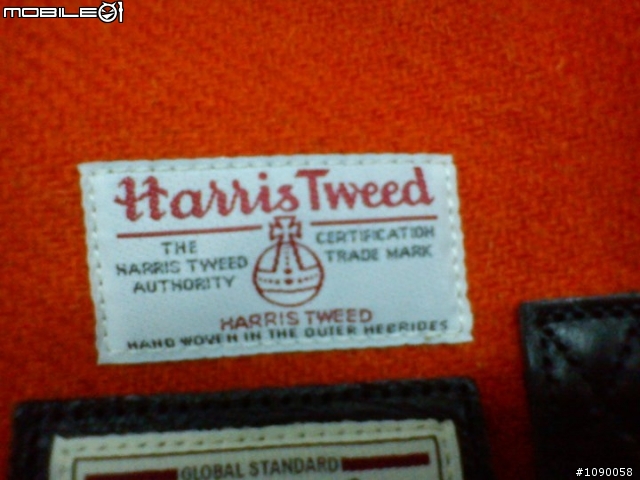 MOBILE01
Harris Tweed
THE
HARRIS TWEED
AUTHORITY
CERTIFICATION
TRADE MARK
HARRIS TWEED
HAND WOVEN IN THE OUTER HEBRIDES
GLOBAL STANDARD
#1090058